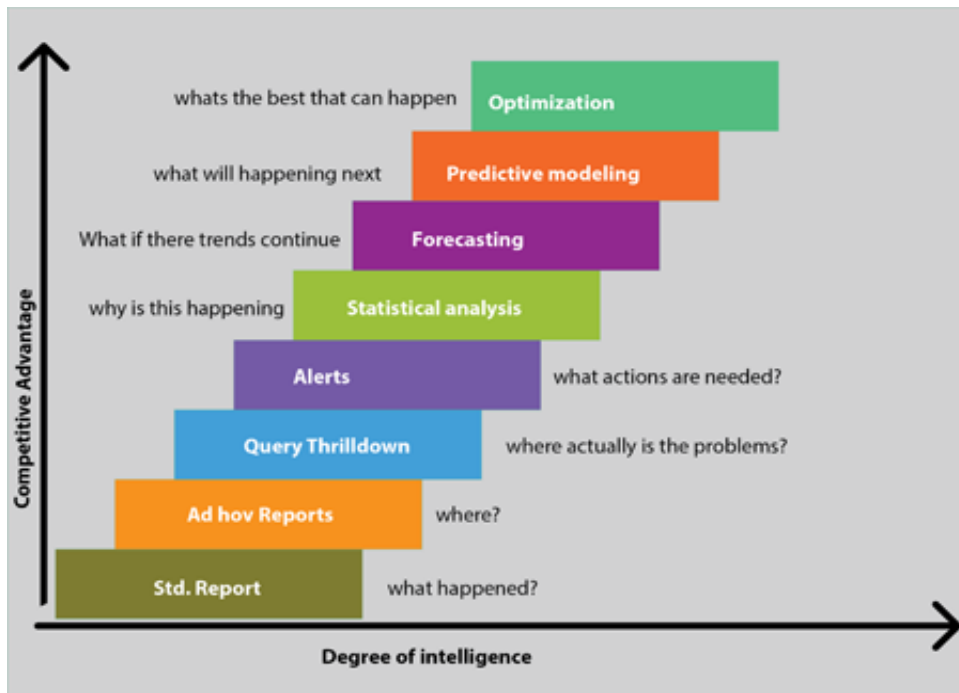 whats the best that can happen
Optimization
what will happening next
Predictive modeling
What if there trends continue
Forecasting
why is this happening
Statistical analysis
Alerts
what actions are needed?
Query Thrilldown
where actually is the problems?
Ad hov Reports
where?
Std. Report
what happened?
Competitive Advantage
Degree of intelligence